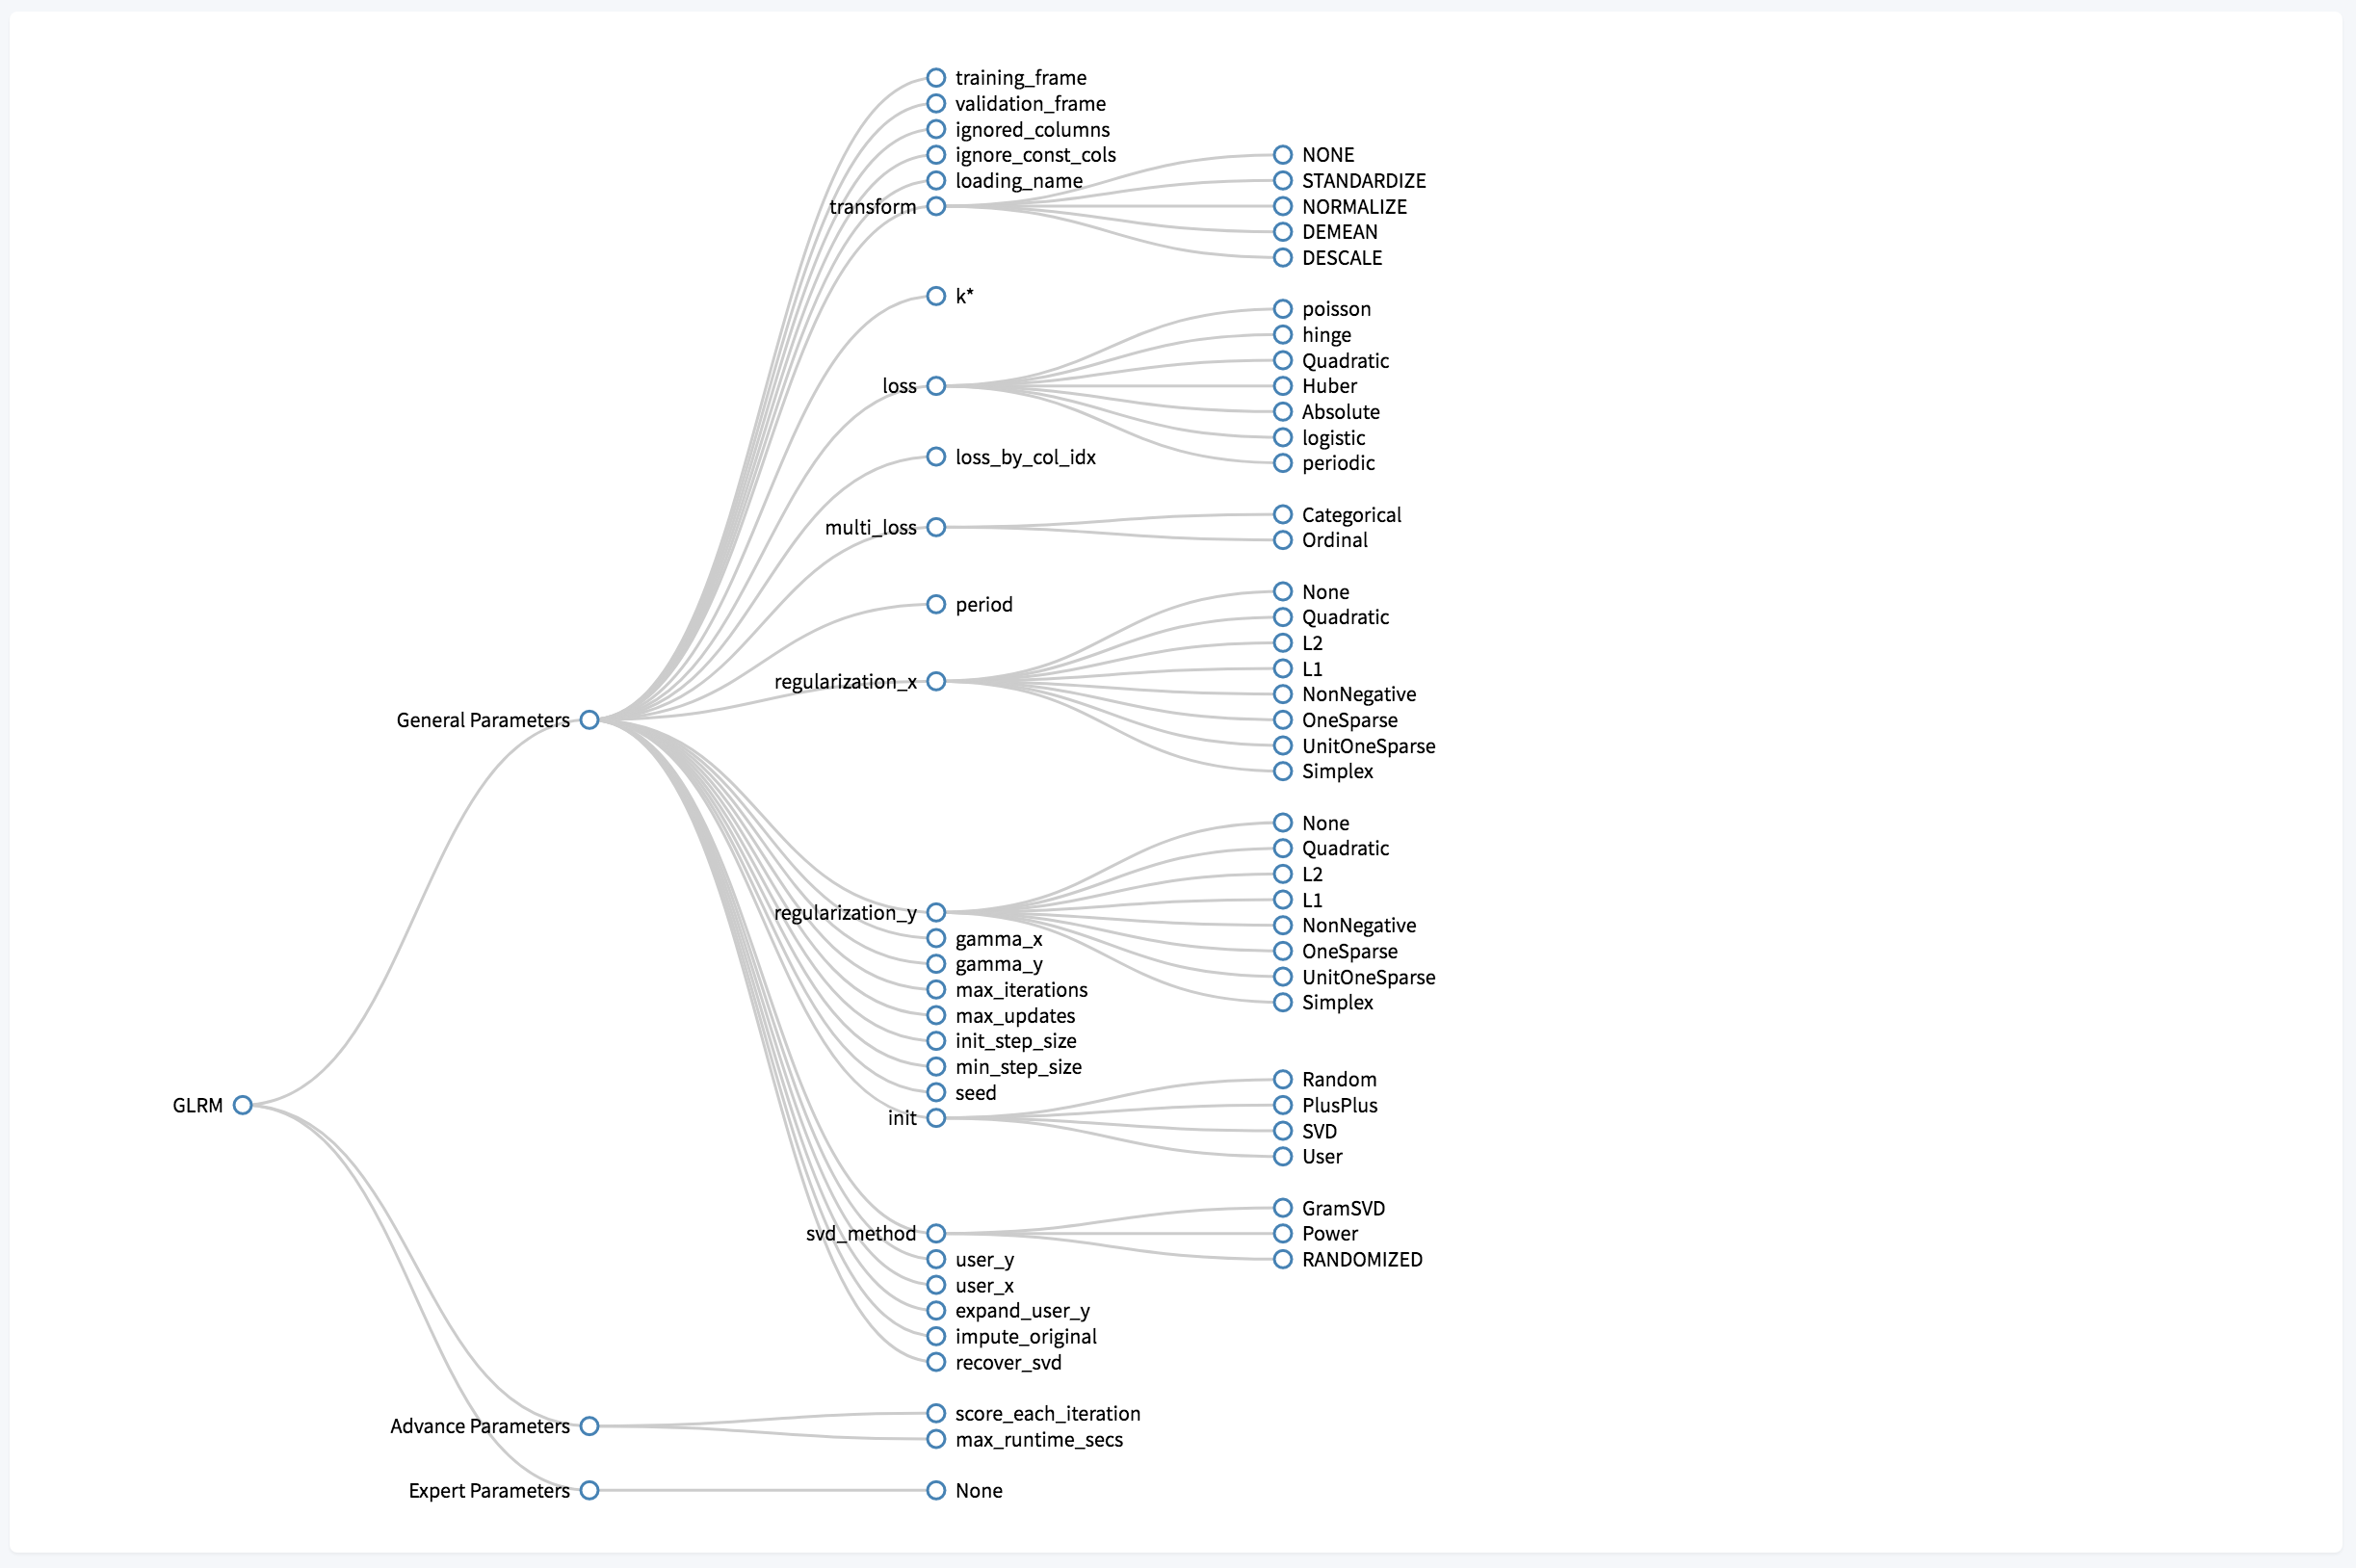 training_frame
validation_frame
ignored_columns
ignore_const_cols
NONE
loading_name
STANDARDIZE
transform
NORMALIZE
DEMEAN
DESCALE
k*
poisson
hinge
Quadratic
loss
Huber
Absolute
logistic
loss_by_col_idx
periodic
Categorical
multi_loss
Ordinal
None
period
Quadratic
L2
L1
regularization_x
NonNegative
General Parameters
OneSparse
UnitOneSparse
Simplex
None
Quadratic
L2
L1
regularization_y
NonNegative
gamma_x
OneSparse
gamma_y
UnitOneSparse
max_iterations
Simplex
max_updates
init_step_size
min_step_size
Random
seed
GLRM
PlusPlus
init
SVD
User
GramSVD
svd_method
Power
user_y
RANDOMIZED
user_x
expand_user_y
impute_original
recover_svd
score_each_iteration
Advance Parameters
max_runtime_secs
Expert Parameters
None